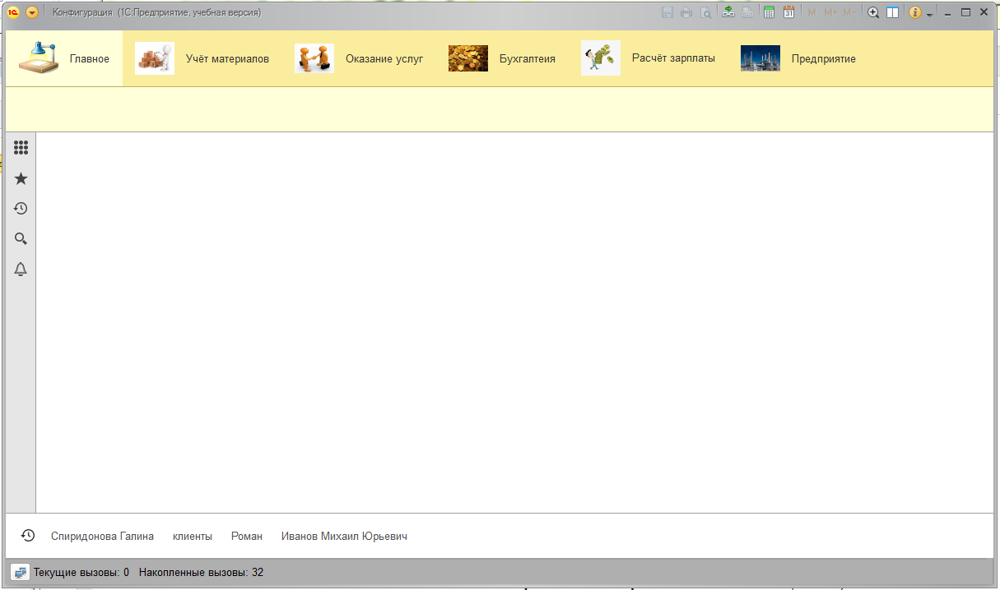 Конфигурация (1С:Предприятие, учебная версия) 31 M M+ M-
Главное Учёт материалов Оказание услуг Бухгалтеия Расчёт зарплаты Предприятие
Спиридонова Галина клиенты Роман Иванов Михаил Юрьевич
Текущие вызовы: 0 Накопленные вызовы: 32